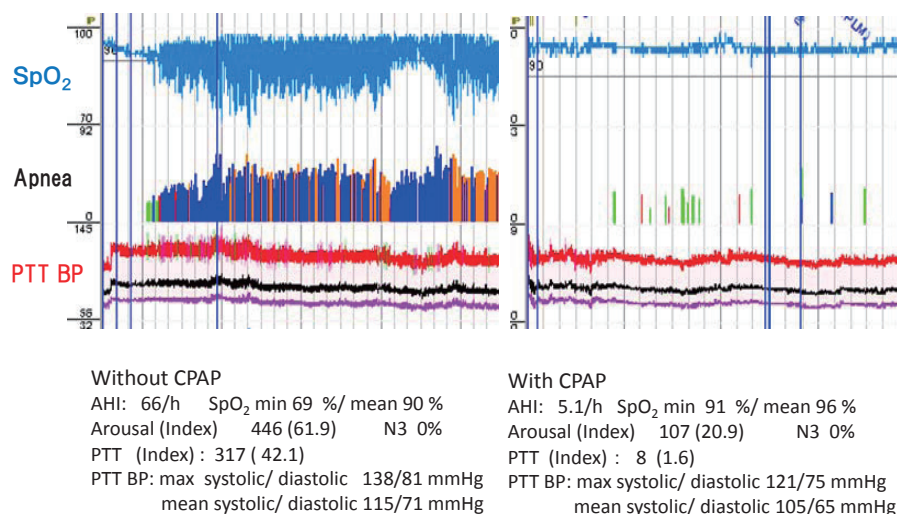 P
100
90
SpO2
70
92
Apnea
0
145
PTT BP
35
32
P
0
90
3
9
0
0
PLM)
Without CPAP
AHI: 66/h SpO2 min 69 %/ mean 90 %
Arousal (Index) 446 (61.9) N3 0%
PTT (Index) : 317 ( 42.1)
PTT BP: max systolic/ diastolic 138/81 mmHg
mean systolic/ diastolic 115/71 mmHg
With CPAP
AHI: 5.1/h SpO2 min 91 %/ mean 96 %
Arousal (Index) 107 (20.9) N3 0%
PTT (Index) : 8 (1.6)
PTT BP: max systolic/ diastolic 121/75 mmHg
mean systolic/ diastolic 105/65 mmHg